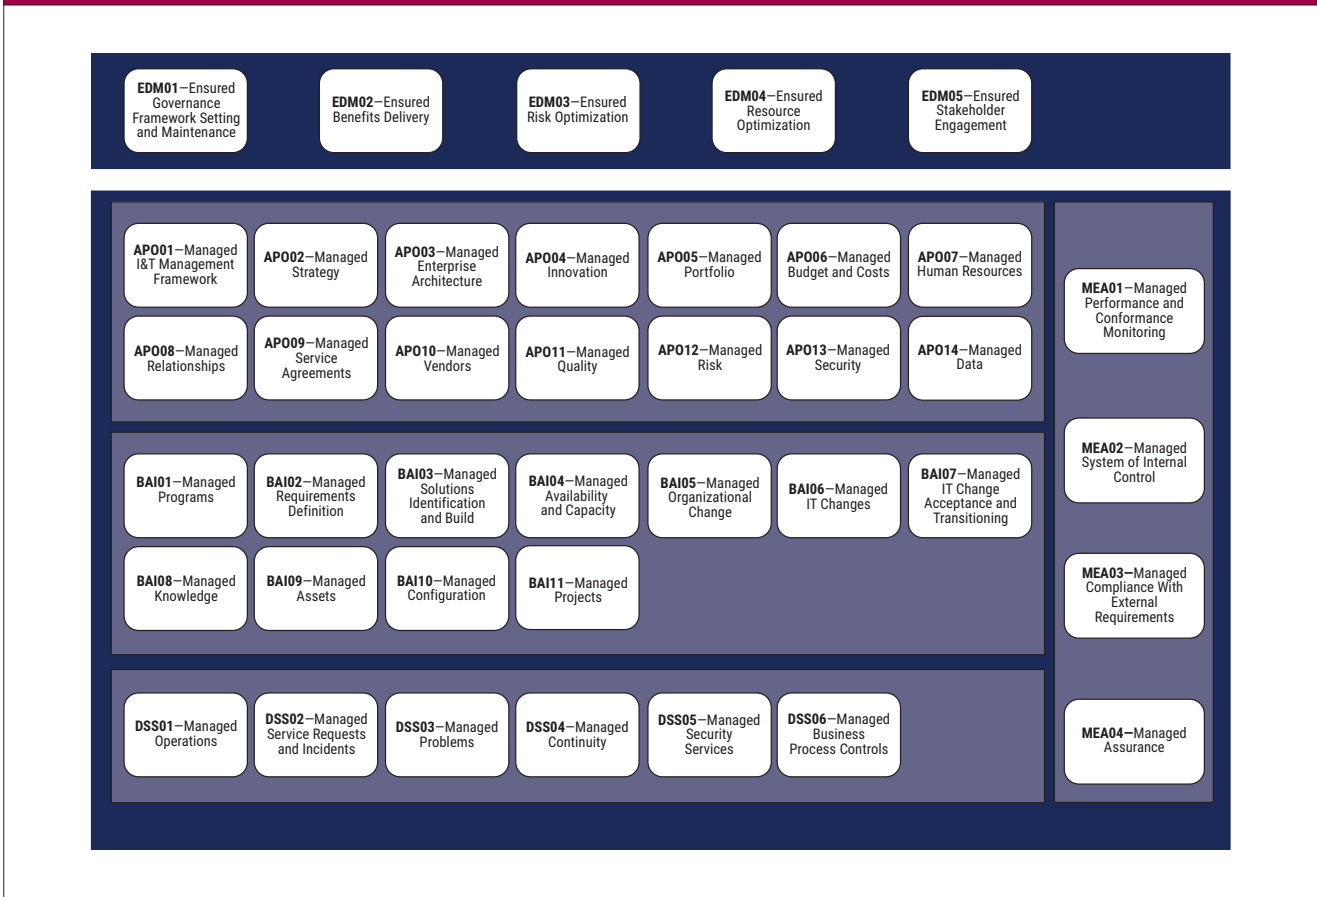 EDM01—Ensured
Governance
Framework Setting
and Maintenance
EDM02—Ensured
Benefits Delivery
EDM03—Ensured
Risk Optimization
EDM04—Ensured
Resource
Optimization
EDM05—Ensured
Stakeholder
Engagement
APO01—Managed
I&T Management
Framework
APO02—Managed
Strategy
APO03—Managed
Enterprise
Architecture
APO04—Managed
Innovation
APO05—Managed
Portfolio
APO06—Managed
Budget and Costs
APO07—Managed
Human Resources
APO08—Managed
Relationships
APO09—Managed
Service
Agreements
APO10—Managed
Vendors
APO11—Managed
Quality
APO12—Managed
Risk
APO13—Managed
Security
APO14—Managed
Data
BAI01—Managed
Programs
BAI02—Managed
Requirements
Definition
BAI03—Managed
Solutions
Identification
and Build
BAI04—Managed
Availability
and Capacity
BAI05—Managed
Organizational
Change
BAI06—Managed
IT Changes
BAI07—Managed
IT Change
Acceptance and
Transitioning
BAI08—Managed
Knowledge
BAI09—Managed
Assets
BAI10—Managed
Configuration
BAI11—Managed
Projects
DSS01—Managed
Operations
DSS02—Managed
Service Requests
and Incidents
DSS03—Managed
Problems
DSS04—Managed
Continuity
DSS05—Managed
Security
Services
DSS06—Managed
Business
Process Controls
MEA01—Managed
Performance and
Conformance
Monitoring
MEA02—Managed
System of Internal
Control
MEA03—Managed
Compliance With
External
Requirements
MEA04—Managed
Assurance